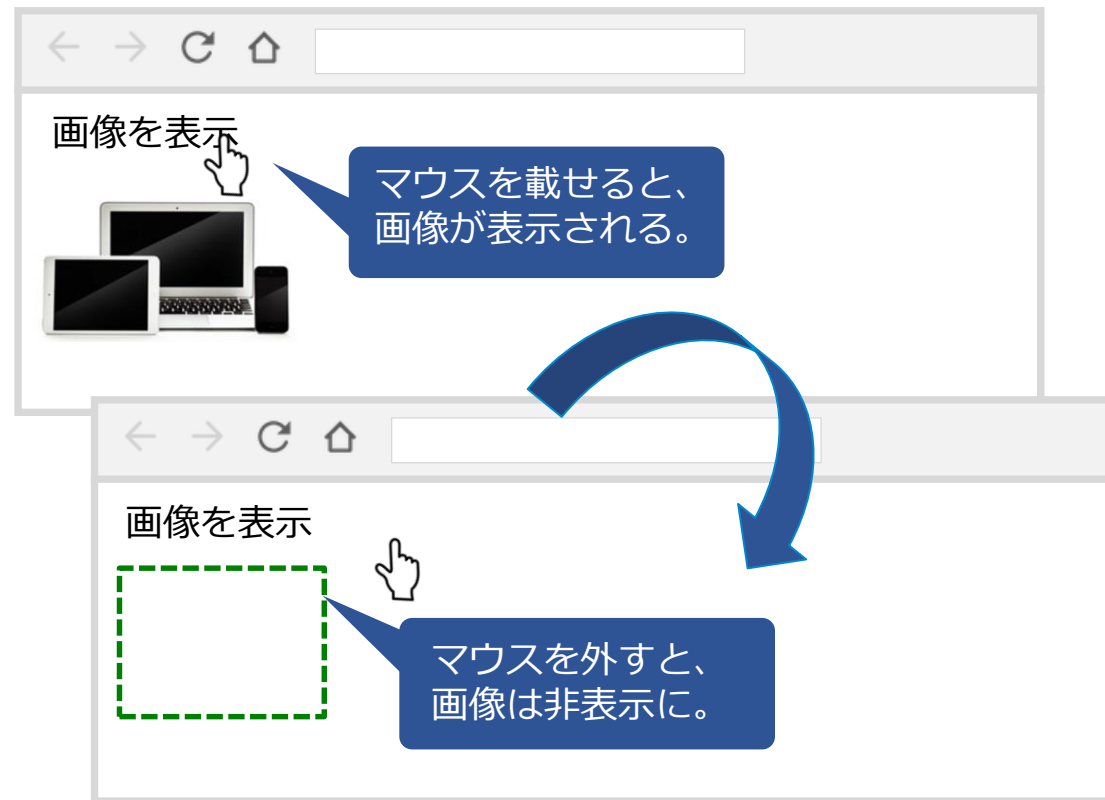 画像を表示
マウスを載せると、
画像が表示される。
画像を表示
マウスを外すと、
画像は非表示に。